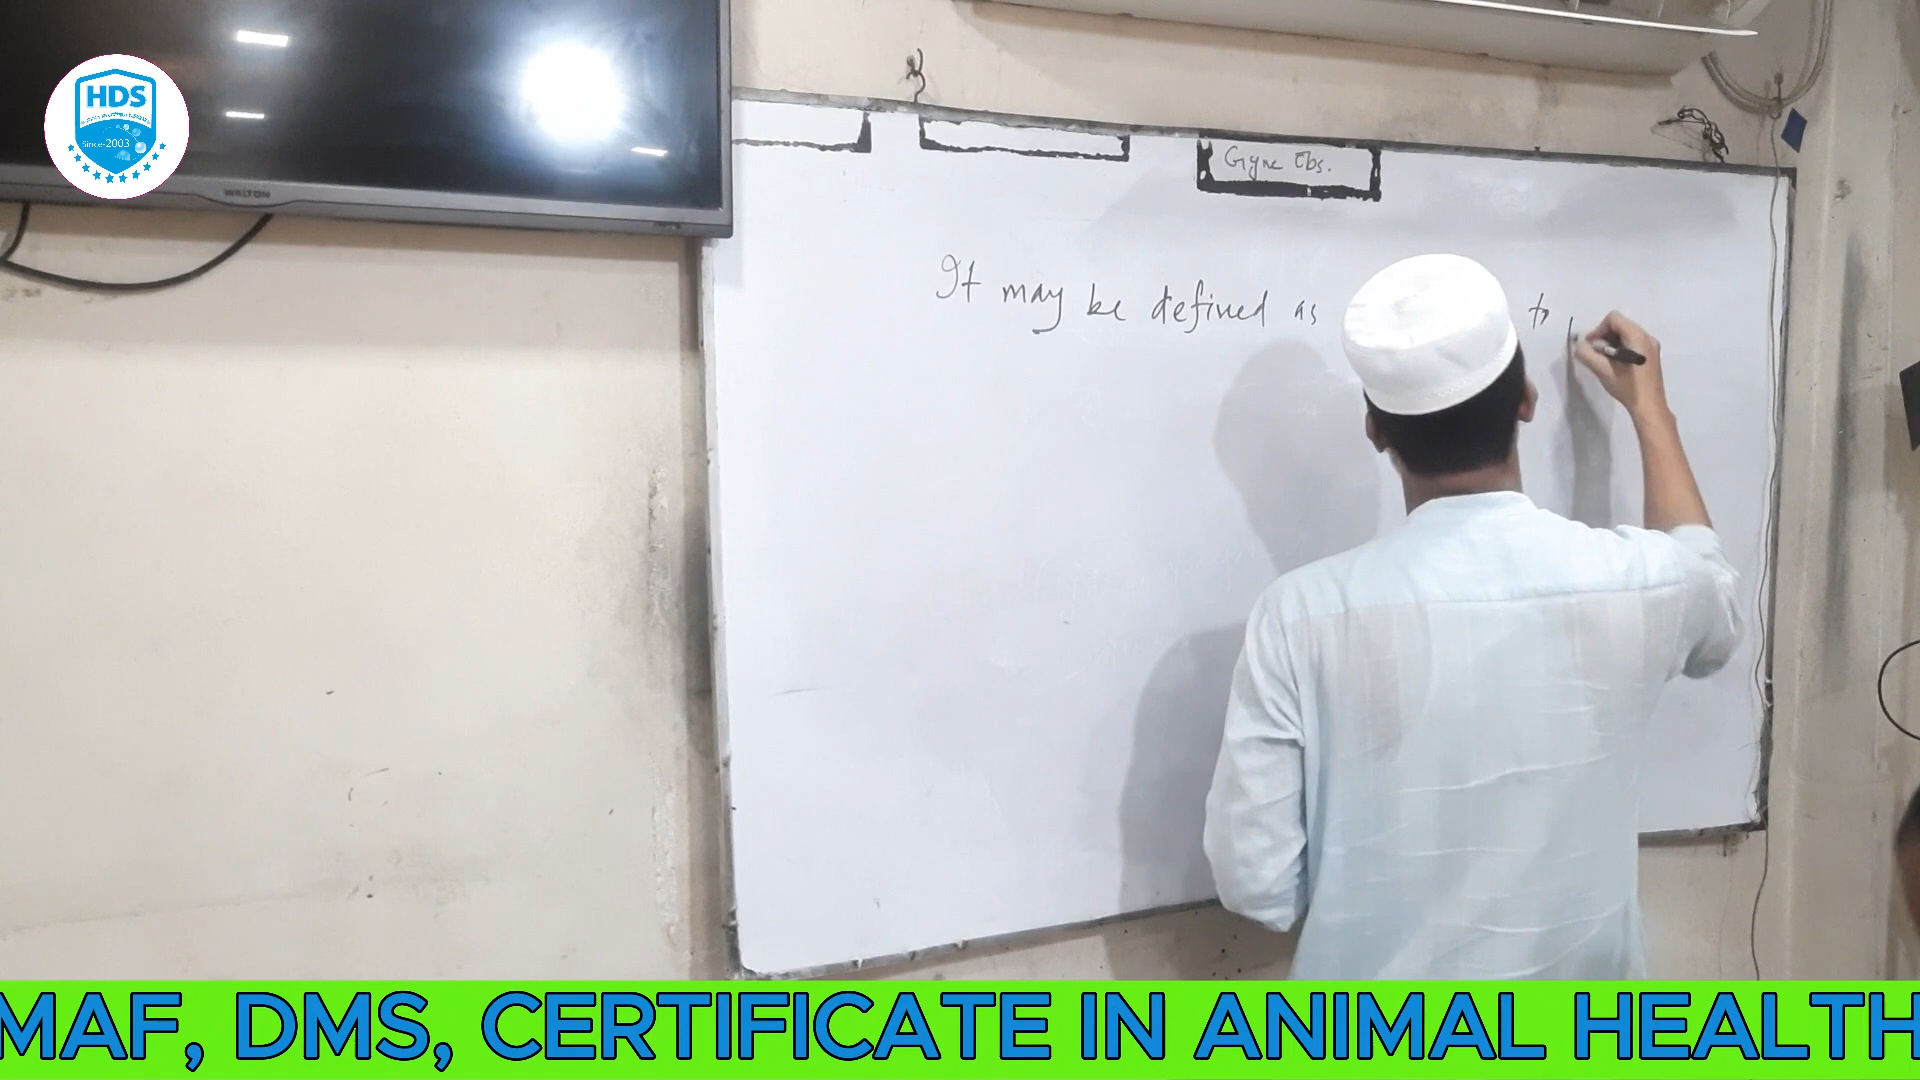 HDS
Since-2003
WALTON
Gyne Obs.
It may be defined as to
MAF, DMS, CERTIFICATE IN ANIMAL HEALTH